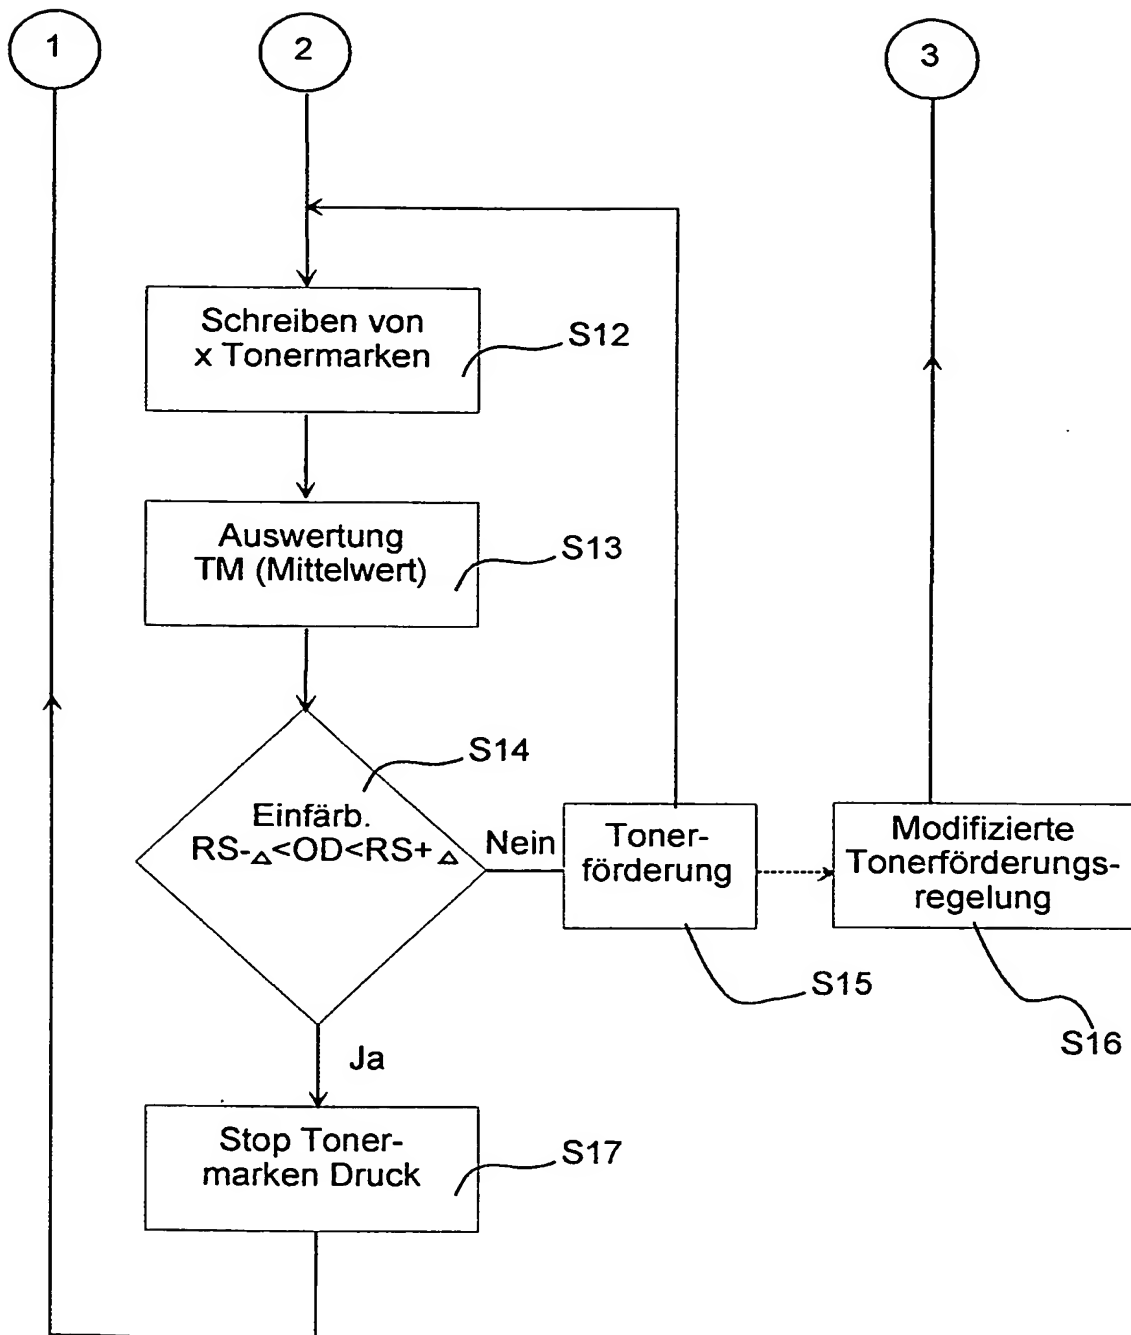 1
2
3
Schreiben von
x Tonermarken
S12
Auswertung
TM (Mittelwert)
S13
S14
Einfärb.
RS-△<OD<RS+△
Nein
Toner-
förderung
S15
Modifizierte
Tonerförderungs-
regelung
S16
Ja
Stop Toner-
marken Druck
S17